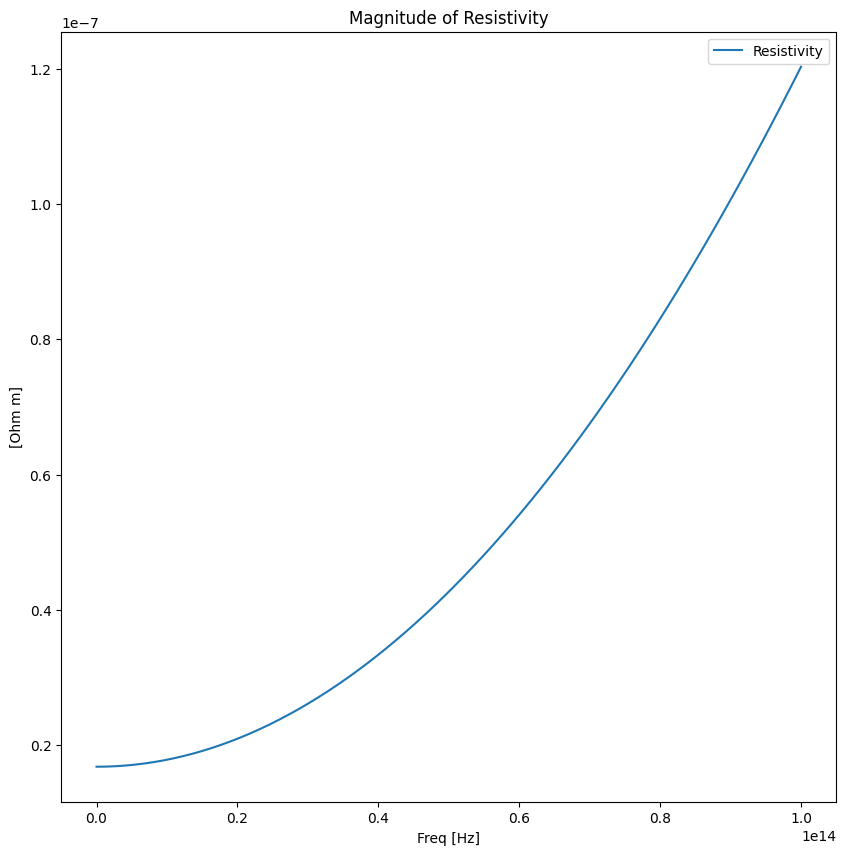 Magnitude of Resistivity
1e−7
Resistivity
1.2
1.0
0.8
0.6
0.4
0.2
[Ohm m]
0.0 0.2 0.4 0.6 0.8 1.0
1e14
Freq [Hz]